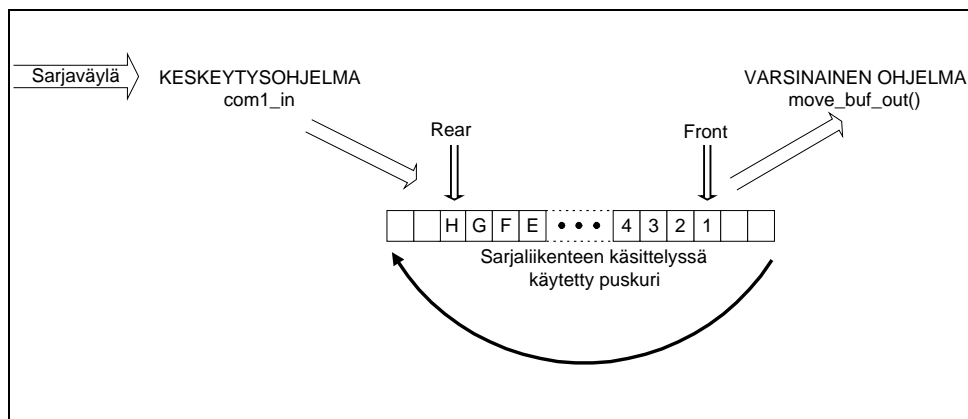 Sarjaväylä
KESKEYTYSOHJELMA
com1_in
VARSINAINEN OHJELMA
move_buf_out()
Rear
Front
H G F E ••• 4 3 2 1
Sarjaliikenteen käsittelyssä
käytetty puskuri